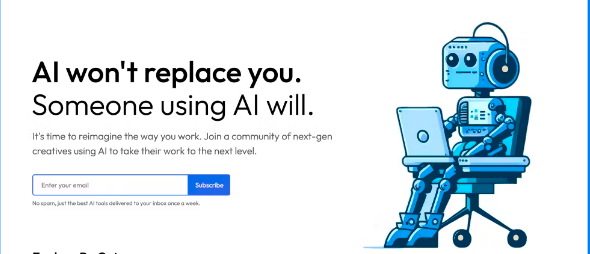 AI won't replace you.
Someone using AI will.
It's time to reimagine the way you work. Join a community of next-gen
creatives using AI to take their work to the next level.
Enter your email
Subscribe
No spam, just the best AI tools delivered to your inbox once a week.